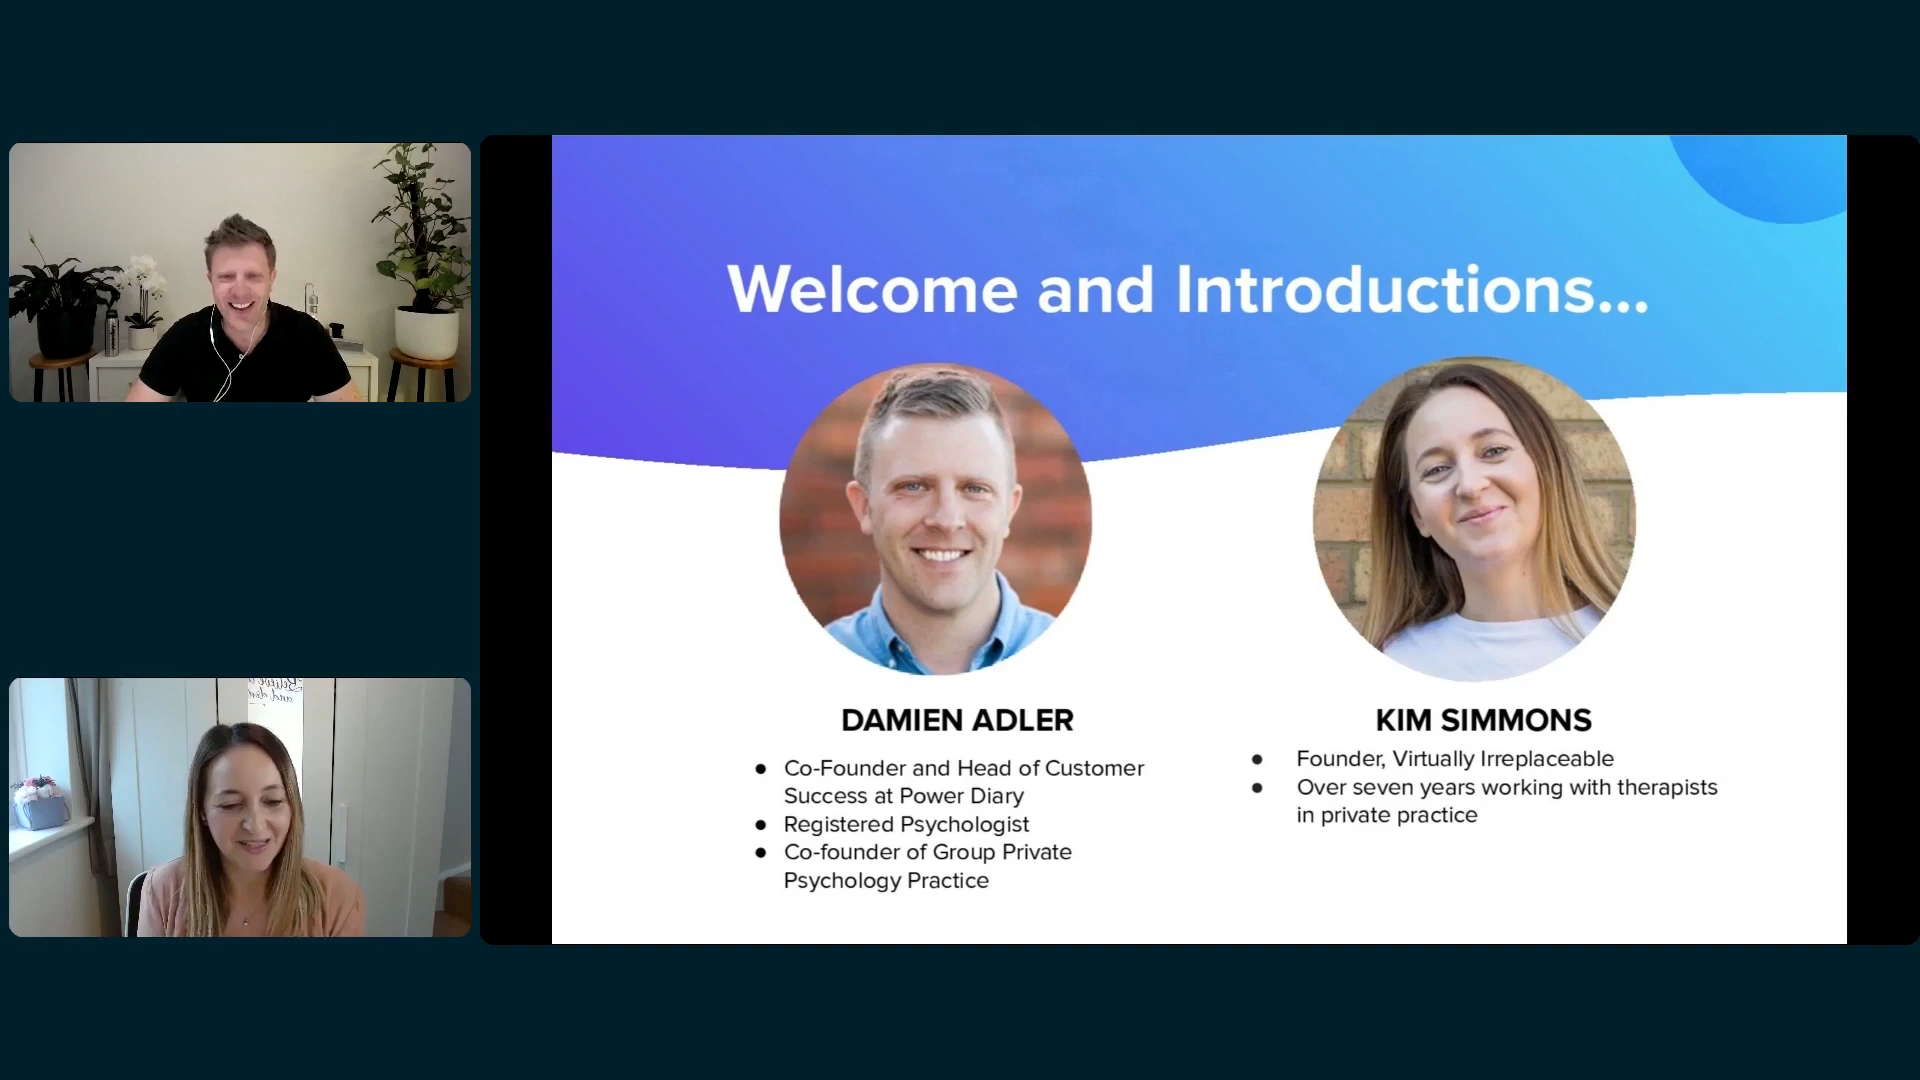 Welcome and Introductions...
DAMIEN ADLER
● Co-Founder and Head of Customer
Success at Power Diary
● Registered Psychologist
● Co-founder of Group Private
Psychology Practice
KIM SIMMONS
● Founder, Virtually Irreplaceable
● Over seven years working with therapists
in private practice